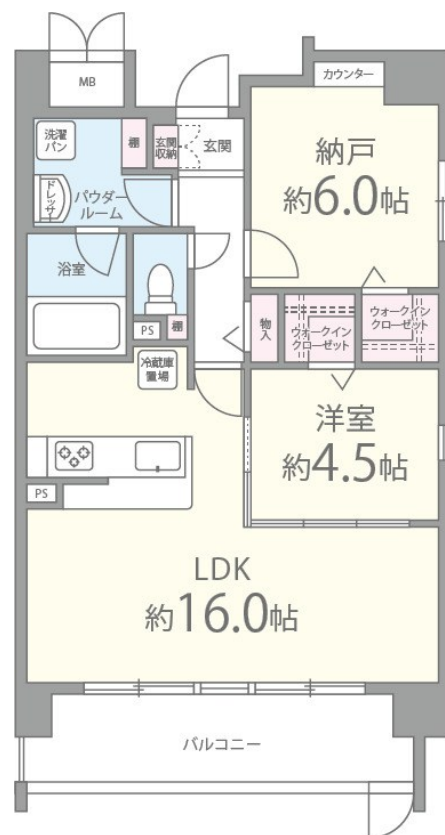 MB
カウンター
洗濯
パン
棚
玄関
収納
玄関
納戸
約6.0帖
ドレッサー
パウダー
ルーム
浴室
PS
棚
物入
ウォークイン
クローゼット
ウォークイン
クローゼット
冷蔵庫
置場
洋室
約4.5帖
PS
LDK
約16.0帖
バルコニー